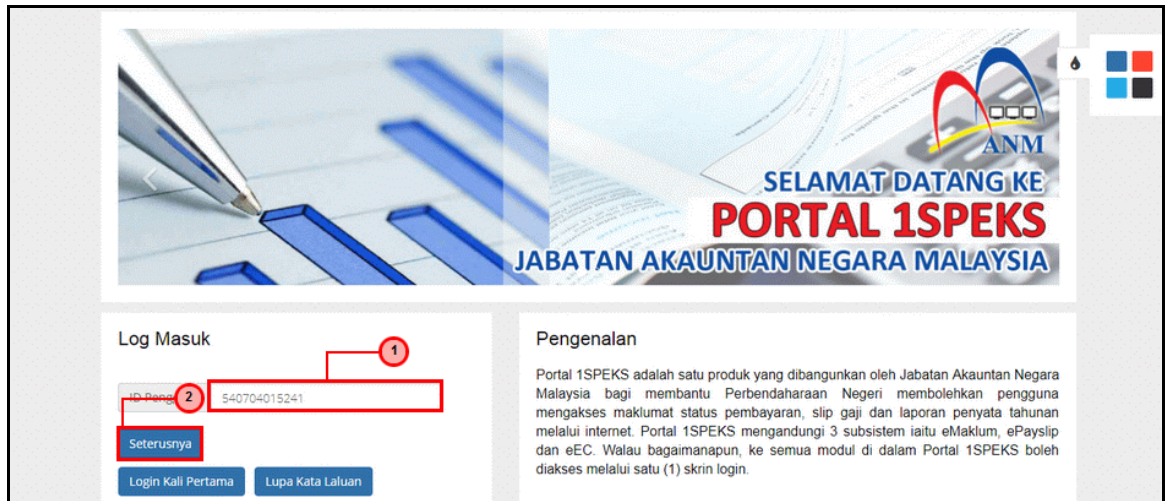 ANM
SELAMAT DATANG KE
PORTAL 1SPEKS
JABATAN AKAUNTAN NEGARA MALAYSIA
Log Masuk
1
ID
2
540704015241
Seterusnya
Login Kali Pertama
Lupa Kata Laluan
Pengenalan
Portal 1SPEKS adalah satu produk yang dibangunkan oleh Jabatan Akauntan Negara
Malaysia bagi membantu Perbendaharaan Negeri membolehkan pengguna
mengakses maklumat status pembayaran, slip gaji dan laporan penyata tahunan
melalui internet. Portal 1SPEKS mengandungi 3 subsistem iaitu eMaklum, ePayslip
dan eEC. Walau bagaimanapun, ke semua modul di dalam Portal 1SPEKS boleh
diakses melalui satu (1) skrin login.